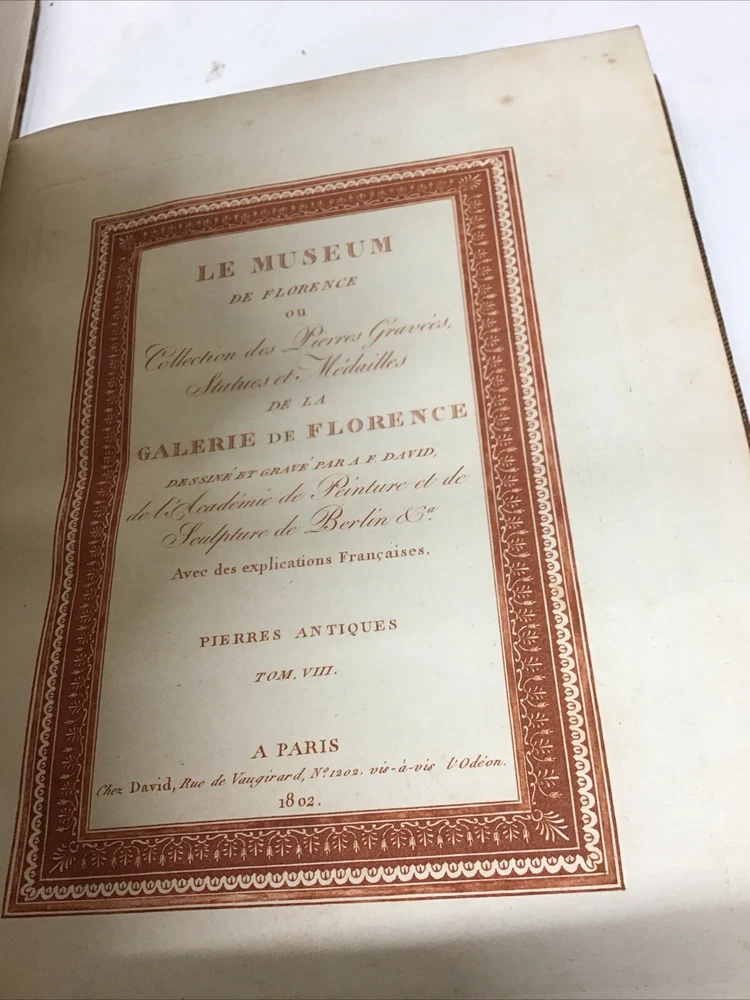 LE MUSEUM
DE FLORENCE
ou
Collection des Pierres Gravées,
Statues et Médailles
DE LA
GALERIE DE FLORENCE
DESSINÉ ET GRAVÉ PAR A. F. DAVID,
de l'Académie de Peinture et de
Sculpture de Berlin &a.
Avec des explications Françaises.
PIERRES ANTIQUES
TOM. VIII.
A PARIS
Chez David, Rue de Vaugirard, No. 1202. vis-à-vis l'Odéon.
1802.